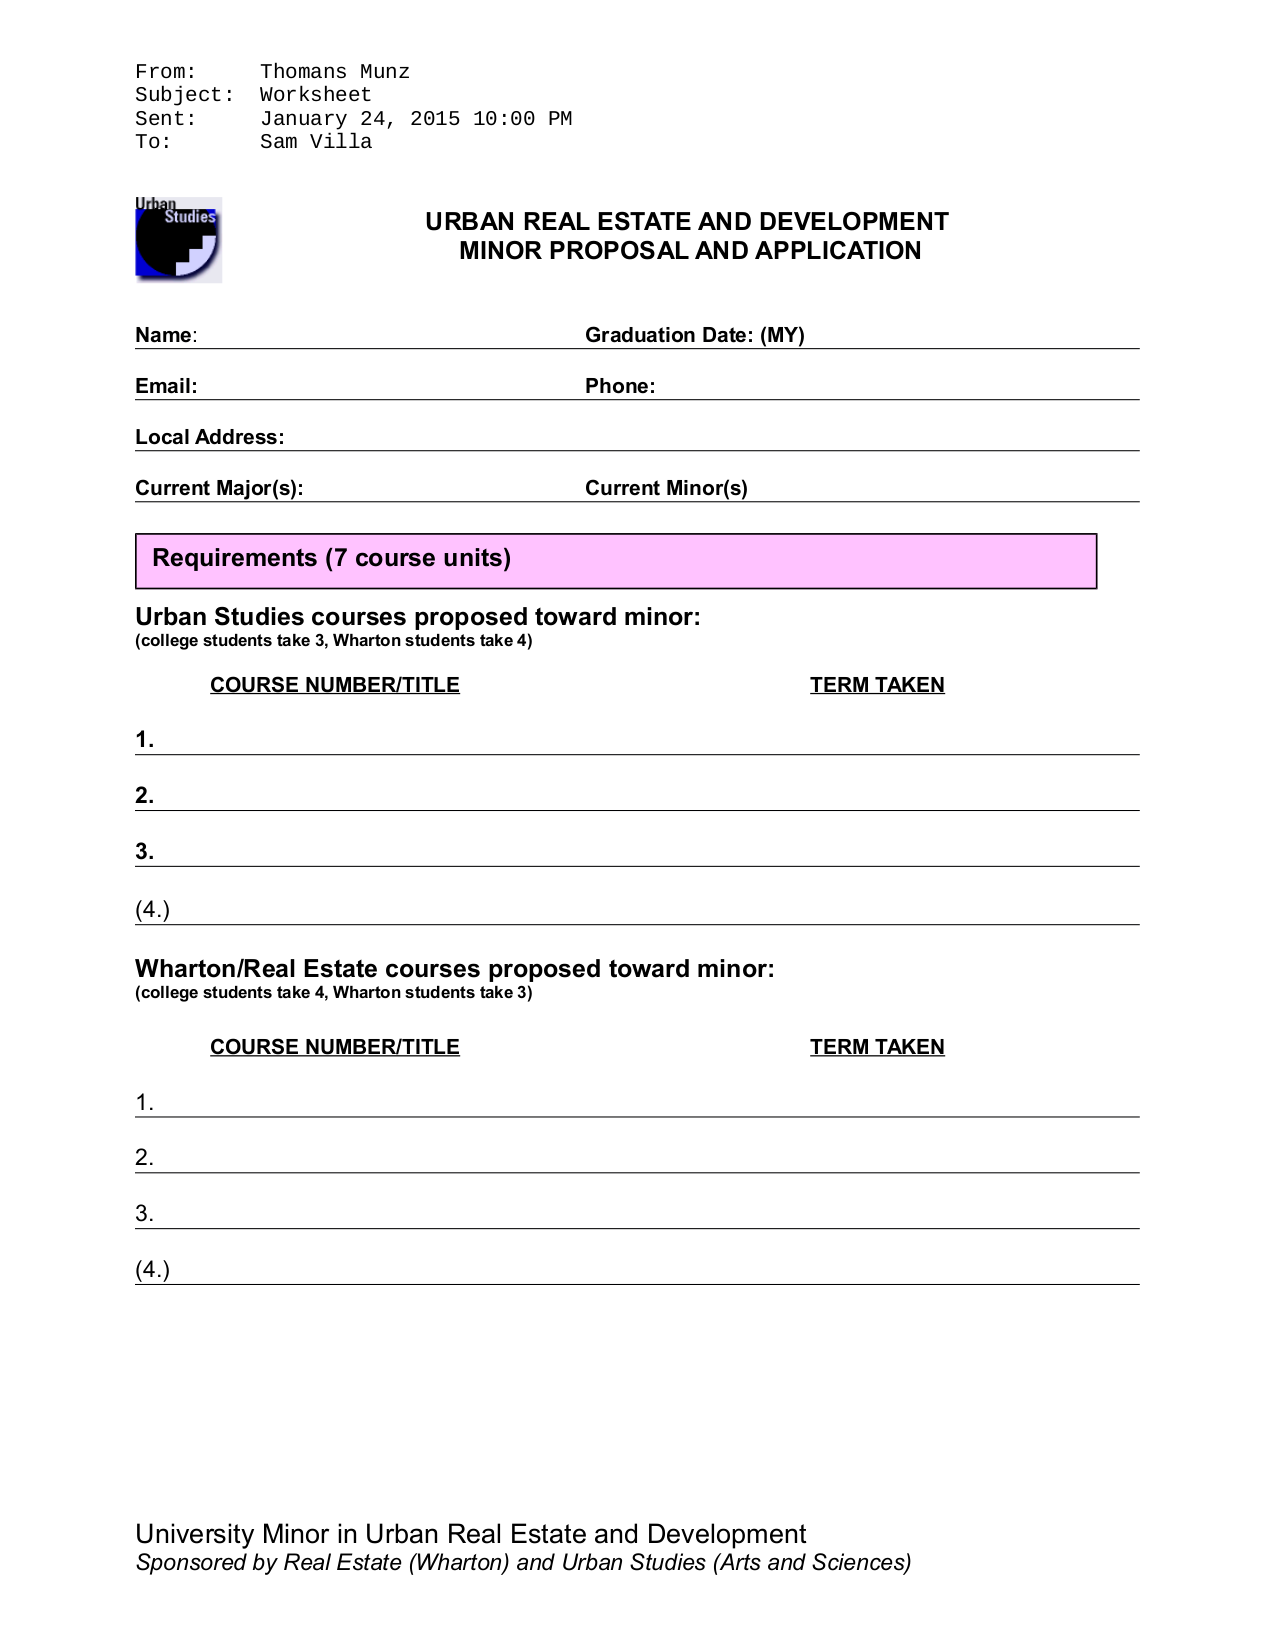 From: Thomans Munz
Subject: Worksheet
Sent: January 24, 2015 10:00 PM
To: Sam Villa
Urban
Studies
URBAN REAL ESTATE AND DEVELOPMENT
MINOR PROPOSAL AND APPLICATION
Name: Graduation Date: (MY)
Email: Phone:
Local Address:
Current Major(s): Current Minor(s)
Requirements (7 course units)
Urban Studies courses proposed toward minor:
(college students take 3, Wharton students take 4)
COURSE NUMBER/TITLE TERM TAKEN
1.
2.
3.
(4.)
Wharton/Real Estate courses proposed toward minor:
(college students take 4, Wharton students take 3)
COURSE NUMBER/TITLE TERM TAKEN
1.
2.
3.
(4.)
University Minor in Urban Real Estate and Development
Sponsored by Real Estate (Wharton) and Urban Studies (Arts and Sciences)